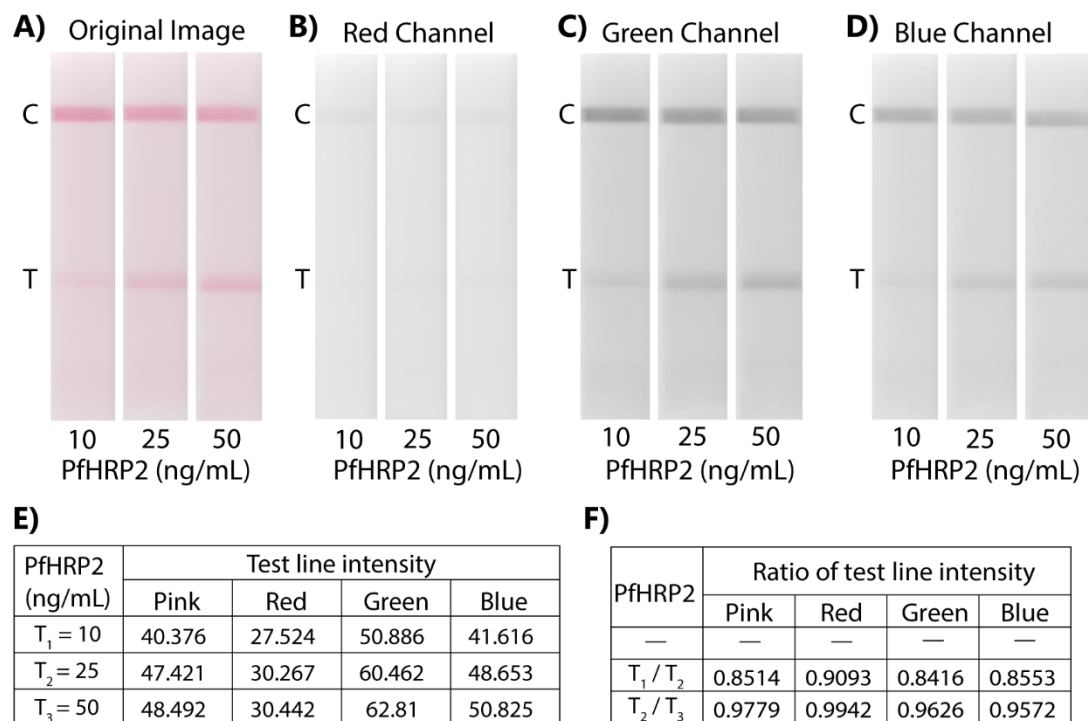 A) Original Image
B) Red Channel
C) Green Channel
D) Blue Channel
C
C
C
C
T
T
T
T
10 25 50
10 25 50
10 25 50
10 25 50
PfHRP2 (ng/mL)
PfHRP2 (ng/mL)
PfHRP2 (ng/mL)
PfHRP2 (ng/mL)
E)
PfHRP2 (ng/mL) Test line intensity
Pink Red Green Blue
T1 = 10 40.376 27.524 50.886 41.616
T2 = 25 47.421 30.267 60.462 48.653
T3 = 50 48.492 30.442 62.81 50.825
F)
PfHRP2 Ratio of test line intensity
Pink Red Green Blue
— — — — —
T1 / T2 0.8514 0.9093 0.8416 0.8553
T2 / T3 0.9779 0.9942 0.9626 0.9572